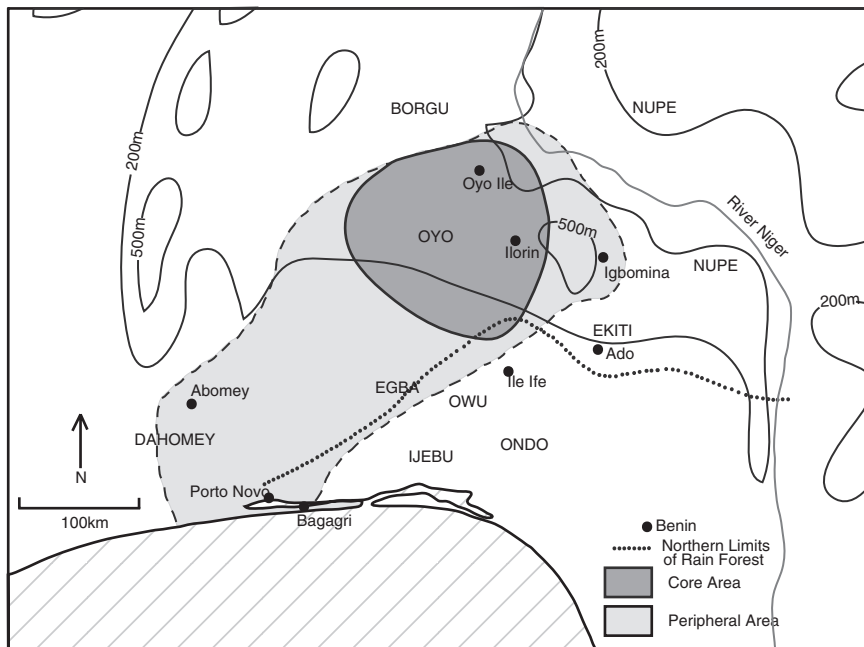 200m
NUPE
BORGU
200m
Oyo Ile
500m
River Niger
500m
OYO
Ilorin
Igbomina
NUPE
200m
EKITI
Ado
Abomey
EGBA
Ile Ife
OWU
DAHOMEY
ONDO
IJEBU
N
Porto Novo
100km
Bagagri
Benin
Northern Limits
of Rain Forest
Core Area
Peripheral Area